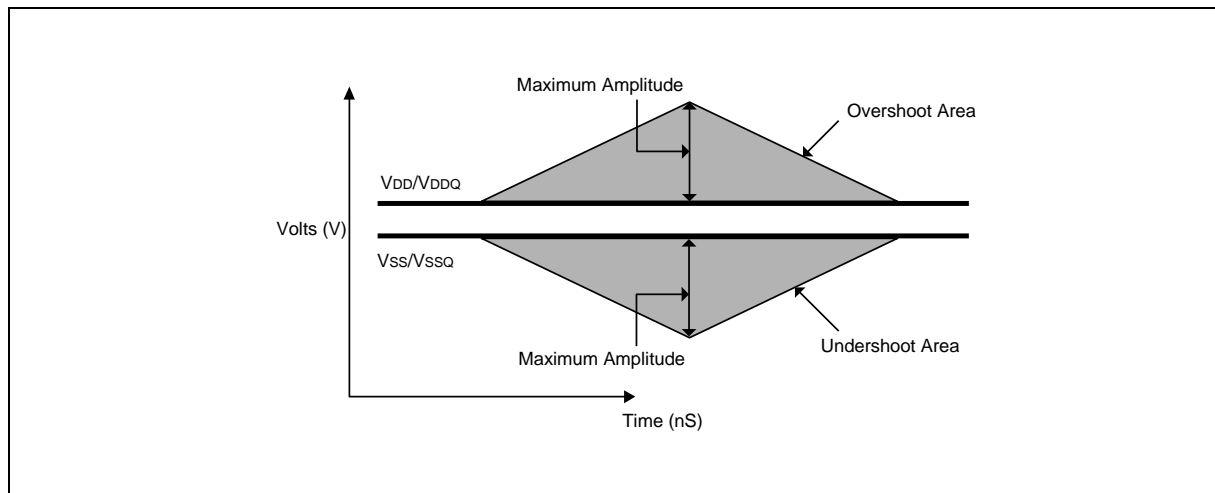 Maximum Amplitude
Overshoot Area
VDD/VDDQ
Volts (V)
VSS/VSSQ
Maximum Amplitude
Undershoot Area
Time (nS)